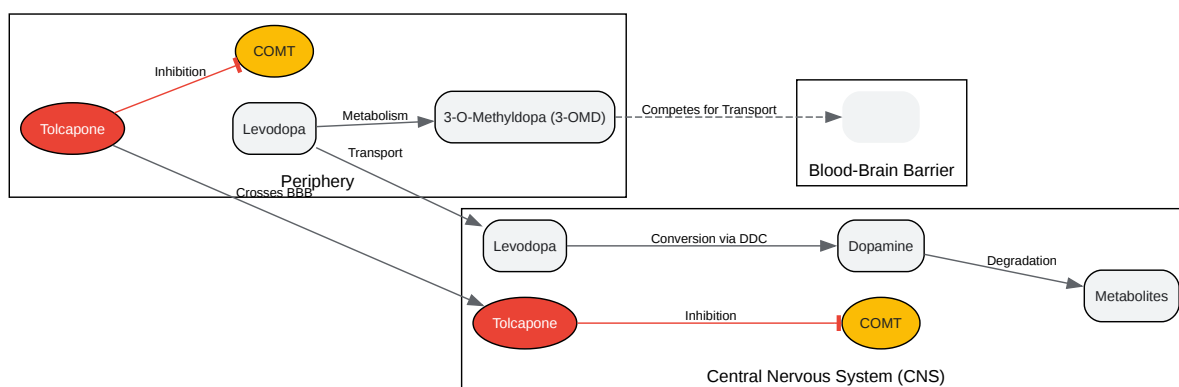 COMT
Inhibition
Tolcapone
Levodopa
Metabolism
3-O-Methyldopa (3-OMD)
Competes for Transport
Transport
Periphery
Crosses BBB
Blood-Brain Barrier
Levodopa
Conversion via DDC
Dopamine
Degradation
Metabolites
Tolcapone
Inhibition
COMT
Central Nervous System (CNS)